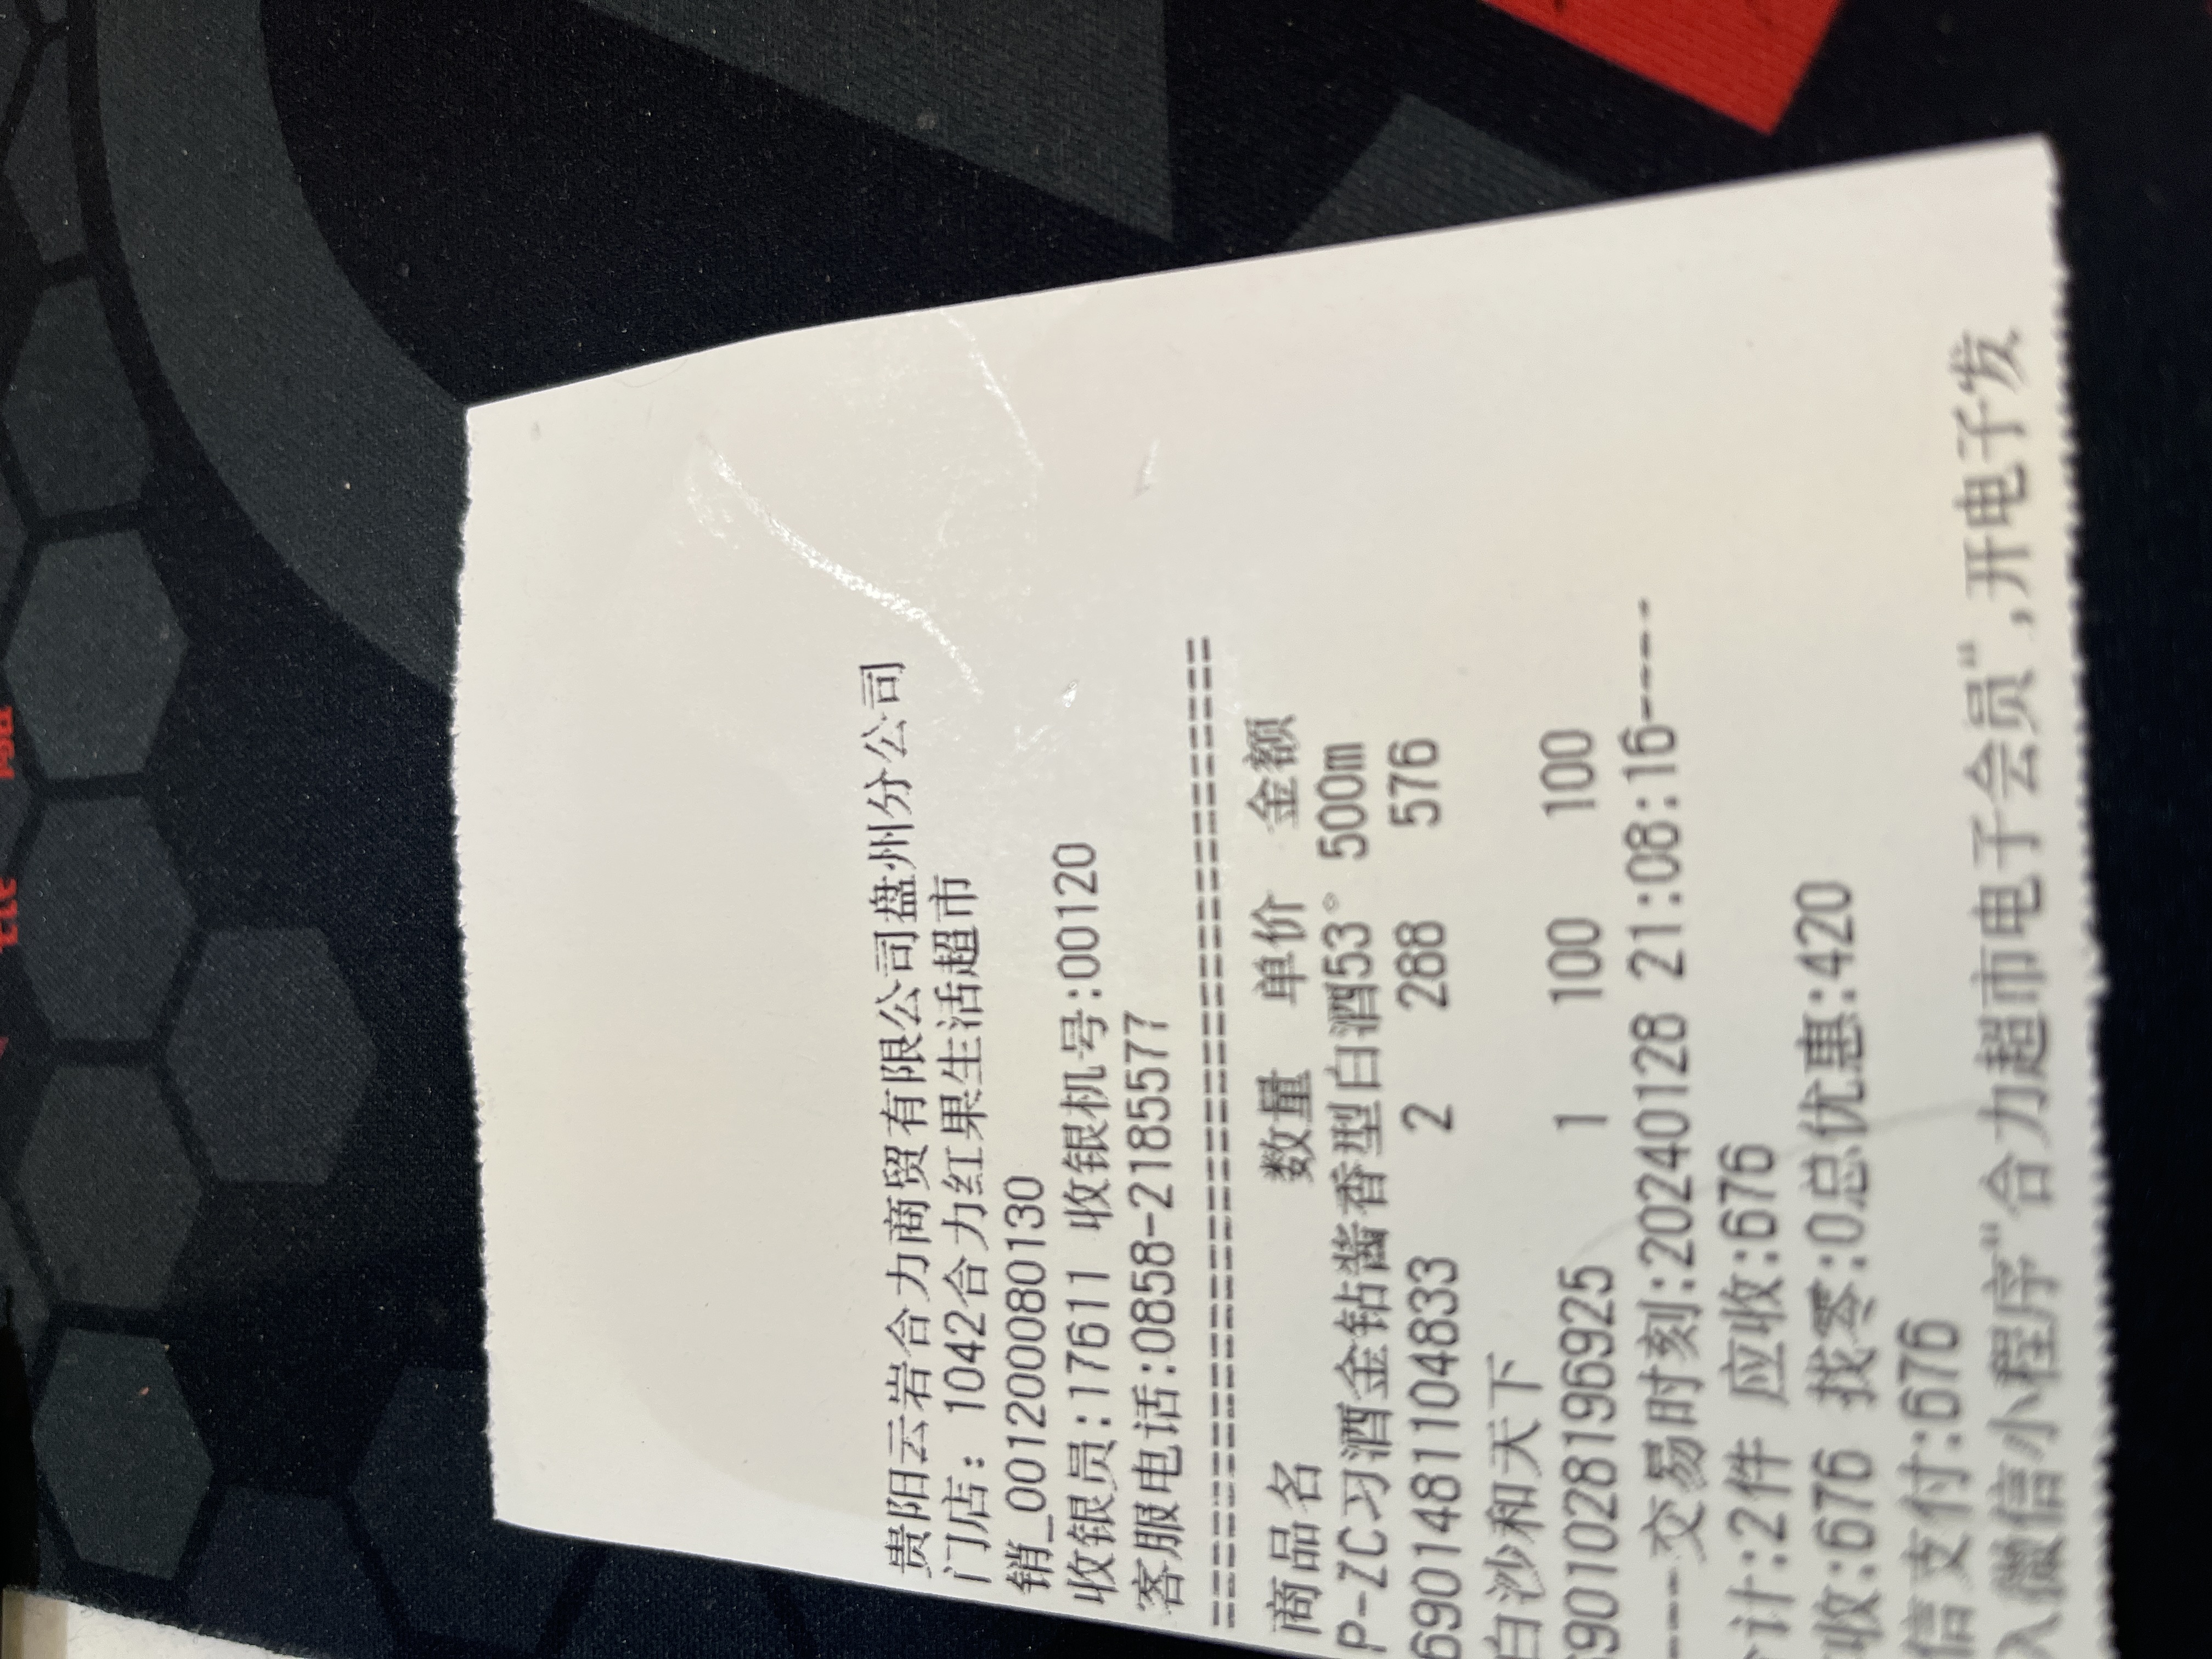 贵阳云岩合力商贸有限公司盘州分公司
门店: 1042合力红果生活超市
销_00120000080130
收银员:17611 收银机号:00120
客服电话:0858-2185577
商品名 数量 单价 金额
P-ZC习酒金钻酱香型白酒53° 500m
6901481104833 2 288 576
白沙和天下
6901028196925 1 100 100
----交易时刻:20240128 21:08:16----
计:2件 应收:676
收:676 找零:0总优惠:420
信支付:676
入微信小程序"合力超市电子会员",开电子发